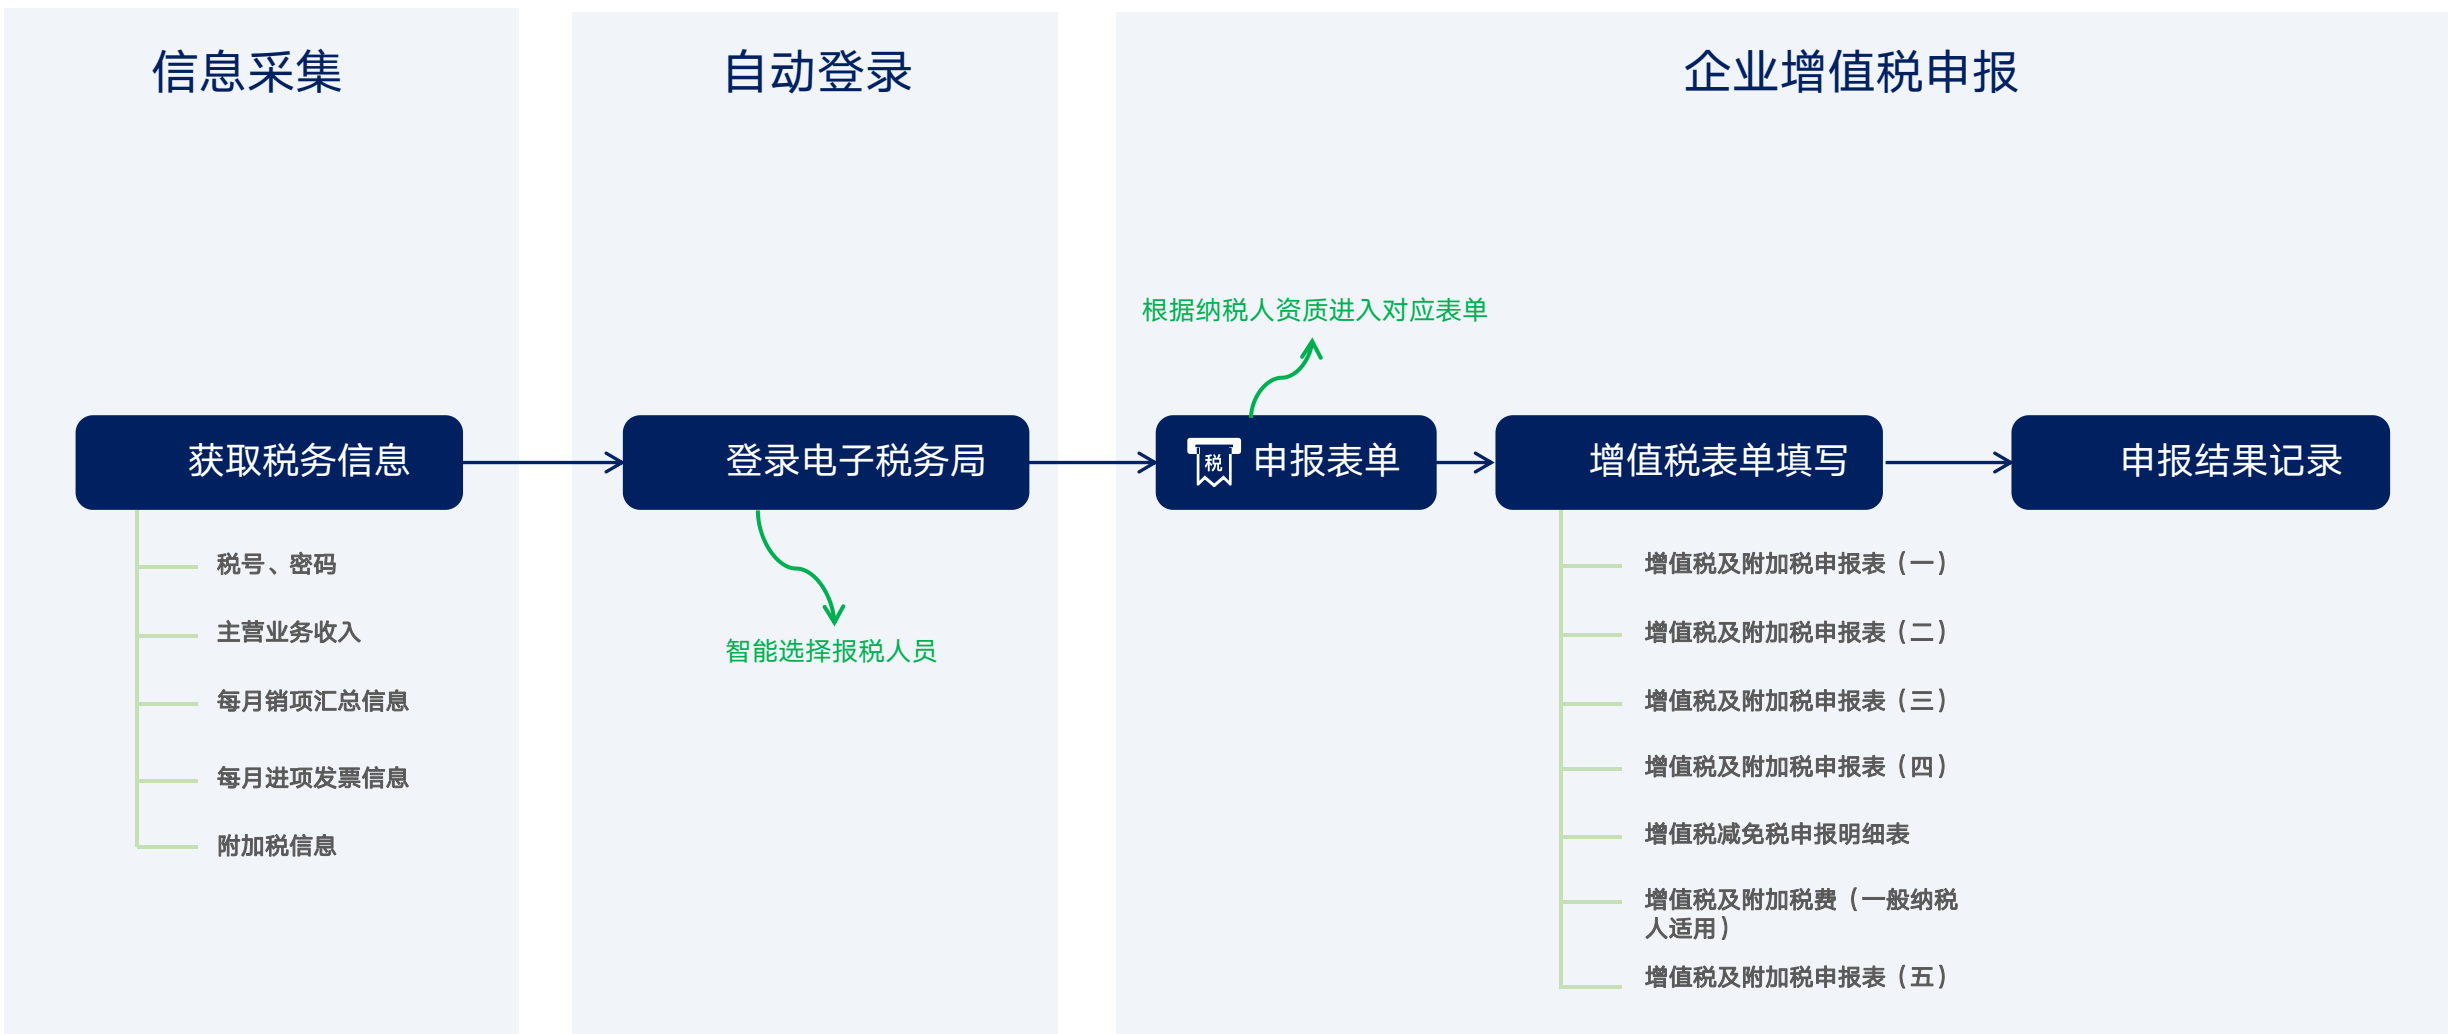 信息采集
自动登录
企业增值税申报
根据纳税人资质进入对应表单
获取税务信息
登录电子税务局
税
申报表单
增值税表单填写
申报结果记录
税号、密码
主营业务收入
每月销项汇总信息
每月进项发票信息
附加税信息
智能选择报税人员
增值税及附加税申报表（一）
增值税及附加税申报表（二）
增值税及附加税申报表（三）
增值税及附加税申报表（四）
增值税减免税申报明细表
增值税及附加税费（一般纳税
人适用）
增值税及附加税申报表（五）